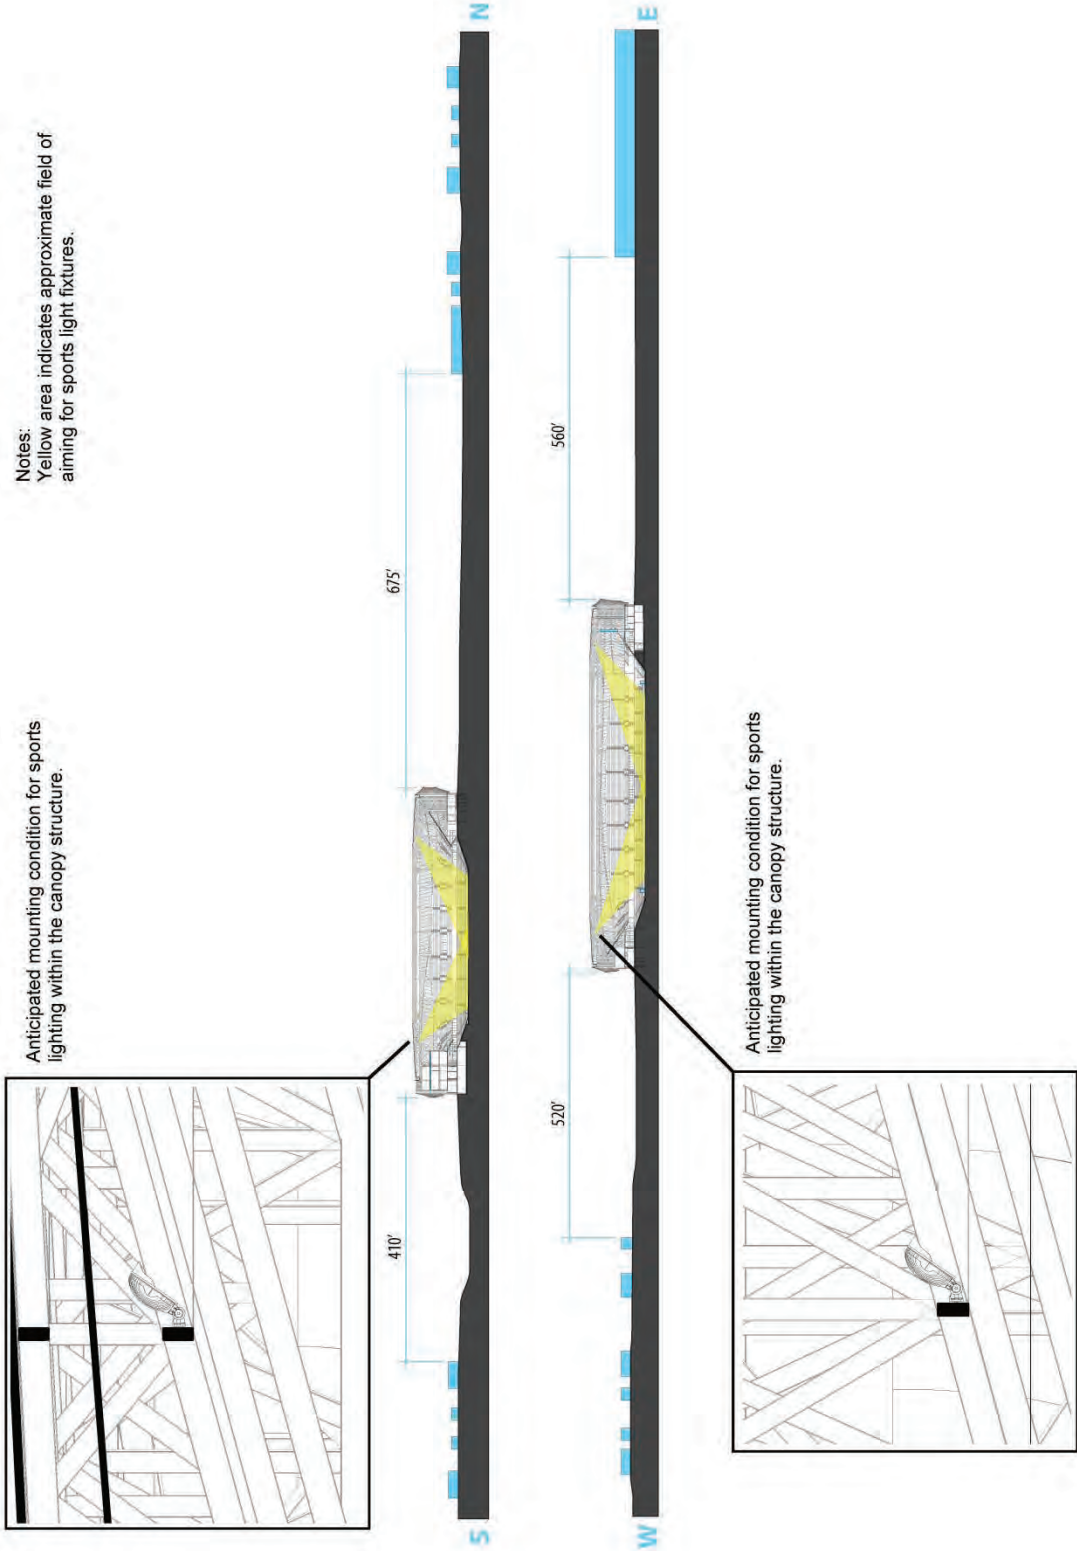 Notes:
Yellow area indicates approximate field of
aiming for sports light fixtures.
Anticipated mounting condition for sports
lighting within the canopy structure.
S
410'
675'
N
W
520'
560'
E
Anticipated mounting condition for sports
lighting within the canopy structure.